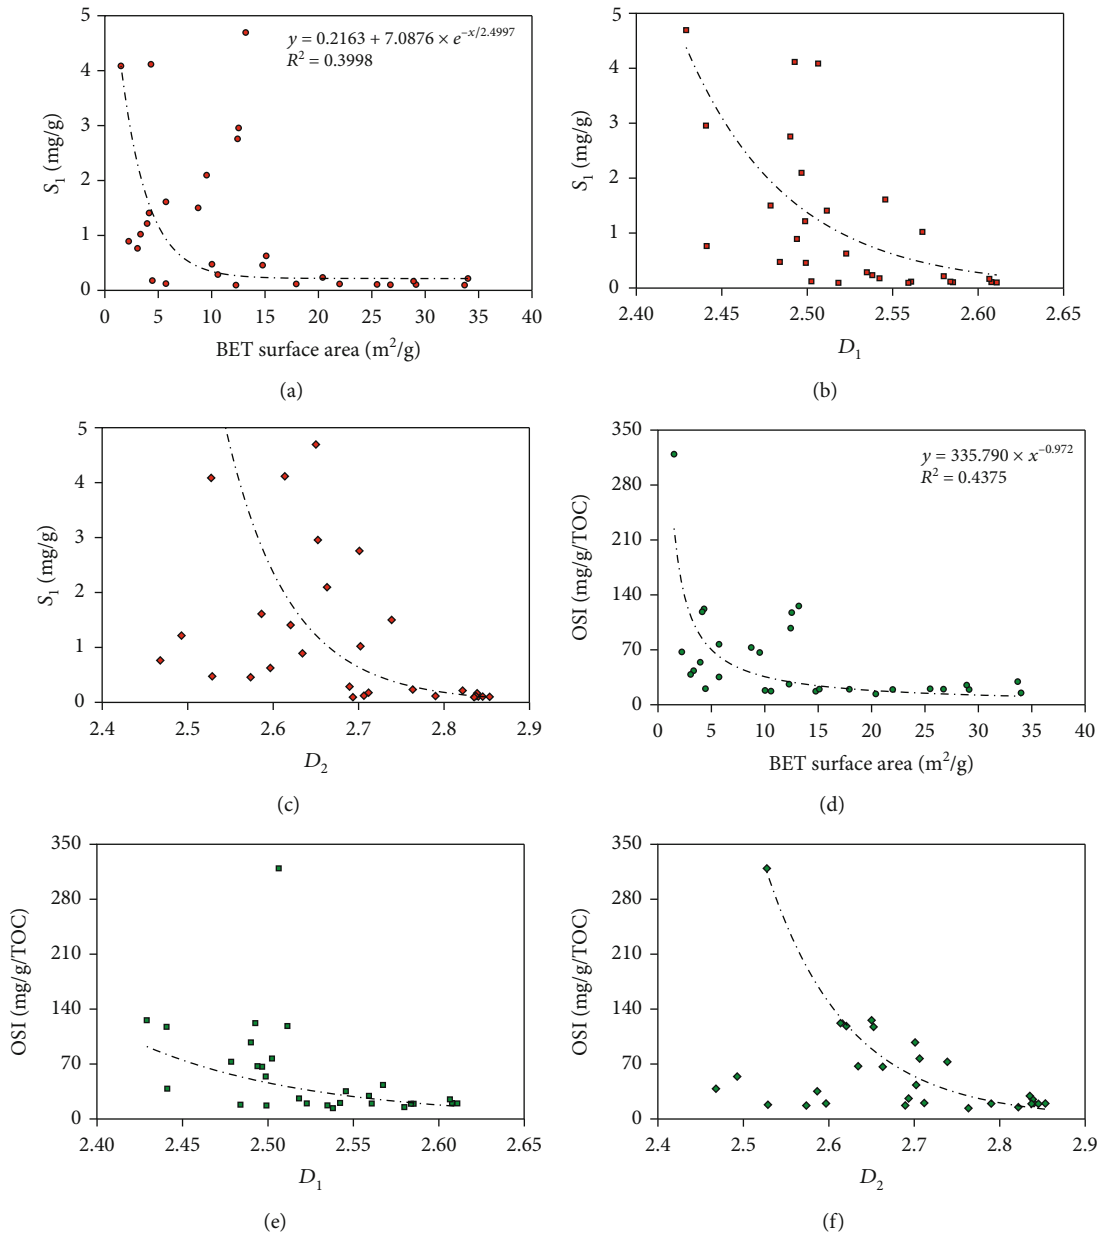 5
4
3
2
1
0
S1 (mg/g)
y = 0.2163 + 7.0876 × e−x/2.4997
R2 = 0.3998
0 5 10 15 20 25 30 35 40
BET surface area (m2/g)
(a)
5
4
3
2
1
0
S1 (mg/g)
2.40 2.45 2.50 2.55 2.60 2.65
D1
(b)
5
4
3
2
1
0
S1 (mg/g)
2.4 2.5 2.6 2.7 2.8 2.9
D2
(c)
350
280
210
140
70
0
OSI (mg/g/TOC)
y = 335.790 × x−0.972
R2 = 0.4375
0 5 10 15 20 25 30 35 40
BET surface area (m2/g)
(d)
350
280
210
140
70
0
OSI (mg/g/TOC)
2.40 2.45 2.50 2.55 2.60 2.65
D1
(e)
350
280
210
140
70
0
OSI (mg/g/TOC)
2.4 2.5 2.6 2.7 2.8 2.9
D2
(f)